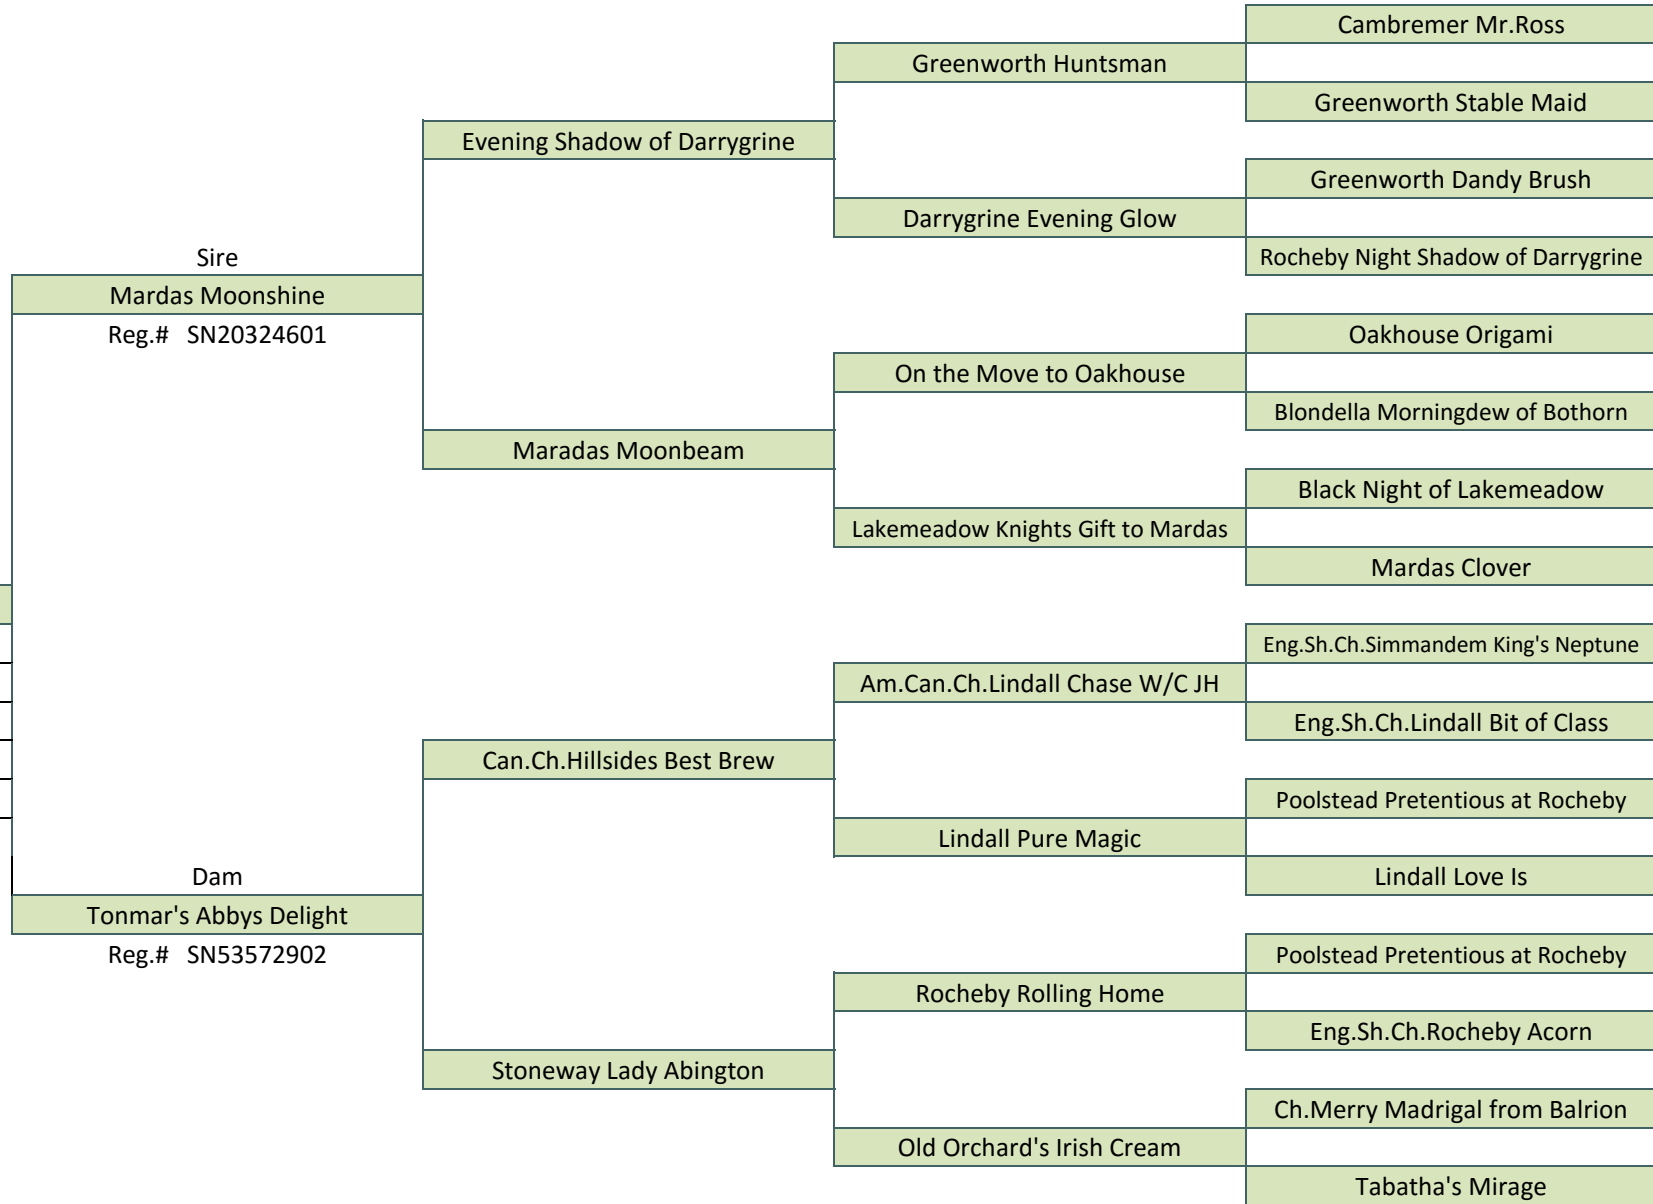 Cambremer Mr.Ross
Greenworth Huntsman
Greenworth Stable Maid
Evening Shadow of Darrygrine
Greenworth Dandy Brush
Darrygrine Evening Glow
Sire
Rocheby Night Shadow of Darrygrine
Mardas Moonshine
Reg.# SN20324601
Oakhouse Origami
On the Move to Oakhouse
Blondella Morningdew of Bothorn
Maradas Moonbeam
Black Night of Lakemeadow
Lakemeadow Knights Gift to Mardas
Mardas Clover
Eng.Sh.Ch.Simmandem King's Neptune
Am.Can.Ch.Lindall Chase W/C JH
Eng.Sh.Ch.Lindall Bit of Class
Can.Ch.Hillsides Best Brew
Poolstead Pretentious at Rocheby
Lindall Pure Magic
Dam
Lindall Love Is
Tonmar's Abbys Delight
Reg.# SN53572902
Poolstead Pretentious at Rocheby
Rocheby Rolling Home
Eng.Sh.Ch.Rocheby Acorn
Stoneway Lady Abington
Ch.Merry Madrigal from Balrion
Old Orchard's Irish Cream
Tabatha's Mirage